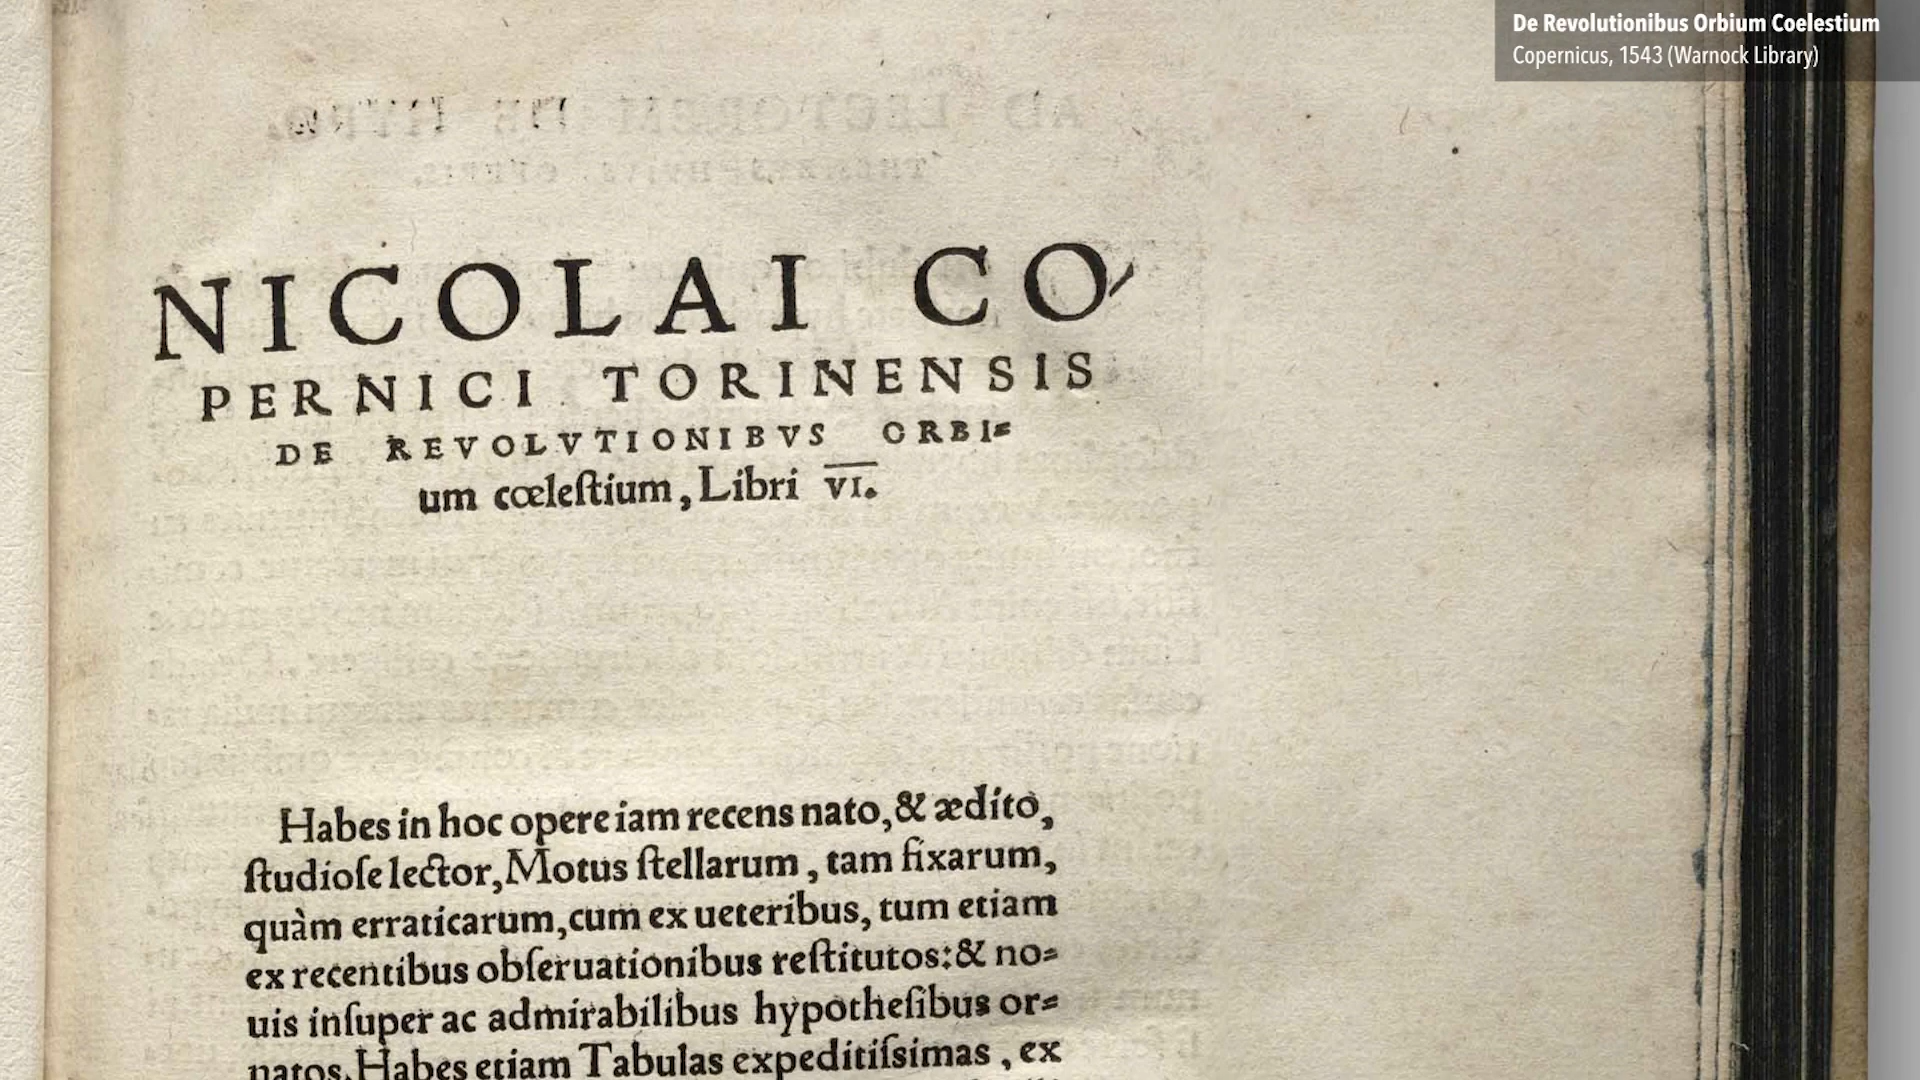 De Revolutionibus Orbium Coelestium
Copernicus, 1543 (Warnock Library)
NICOLAI CO-
PERNICI TORINENSIS
DE REVOLVTIONIBVS ORBI=
um cœleſtium, Libri VI.
Habes in hoc opere iam recens nato, & ædito,
ſtudioſe lector, Motus ſtellarum, tam fixarum,
quàm erraticarum, cum ex ueteribus, tum etiam
ex recentibus obſeruationibus reſtitutos: & no=
uis inſuper ac admirabilibus hypotheſibus or=
natos. Habes etiam Tabulas expeditiſsimas, ex